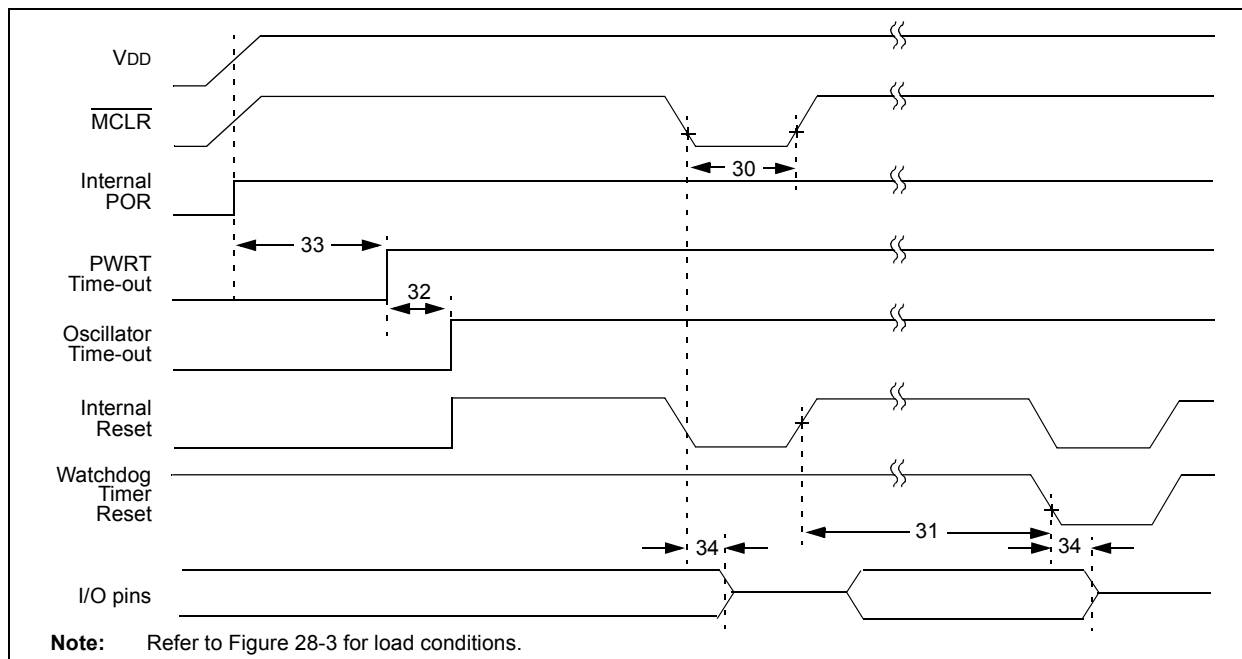 VDD
MCLR
30
Internal
POR
33
PWRT
Time-out
32
Oscillator
Time-out
Internal
Reset
Watchdog
Timer
Reset
31
34
34
I/O pins
Note: Refer to Figure 28-3 for load conditions.